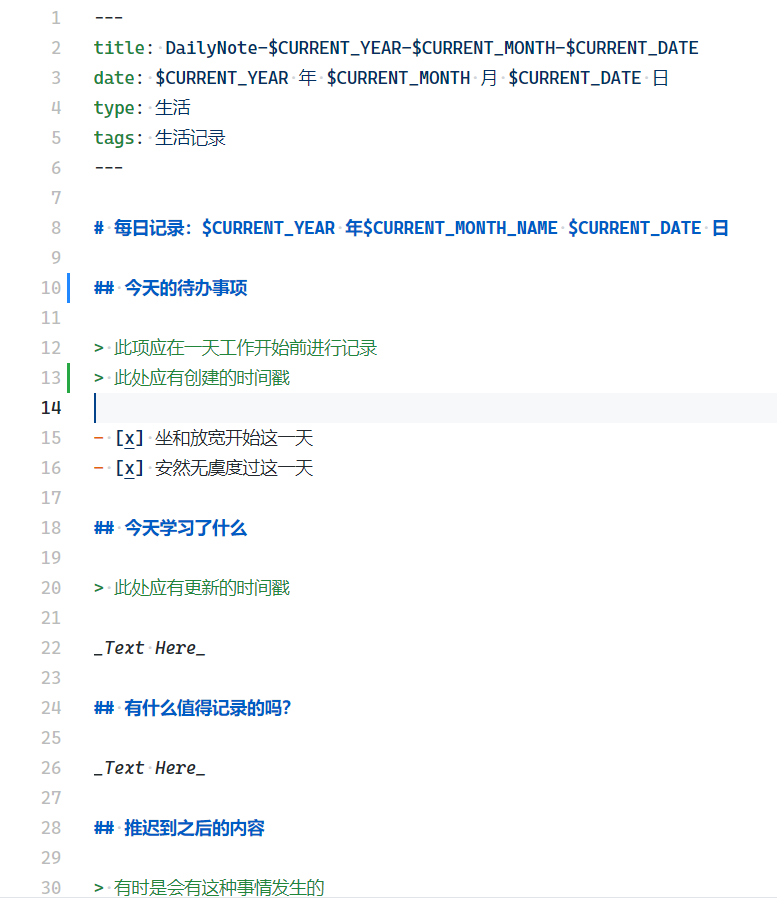 1 ---
2 title: DailyNote-$CURRENT_YEAR-$CURRENT_MONTH-$CURRENT_DATE
3 date: $CURRENT_YEAR 年 $CURRENT_MONTH 月 $CURRENT_DATE 日
4 type: 生活
5 tags: 生活记录
6 ---
7
8 # 每日记录：$CURRENT_YEAR 年$CURRENT_MONTH_NAME $CURRENT_DATE 日
9
10 ## 今天的待办事项
11
12 > 此项应在一天工作开始前进行记录
13 > 此处应有创建的时间戳
14
15 - [x] 坐和放宽开始这一天
16 - [x] 安然无虞度过这一天
17
18 ## 今天学习了什么
19
20 > 此处应有更新的时间戳
21
22 _Text Here_
23
24 ## 有什么值得记录的吗？
25
26 _Text Here_
27
28 ## 推迟到之后的内容
29
30 > 有时是会有这种事情发生的